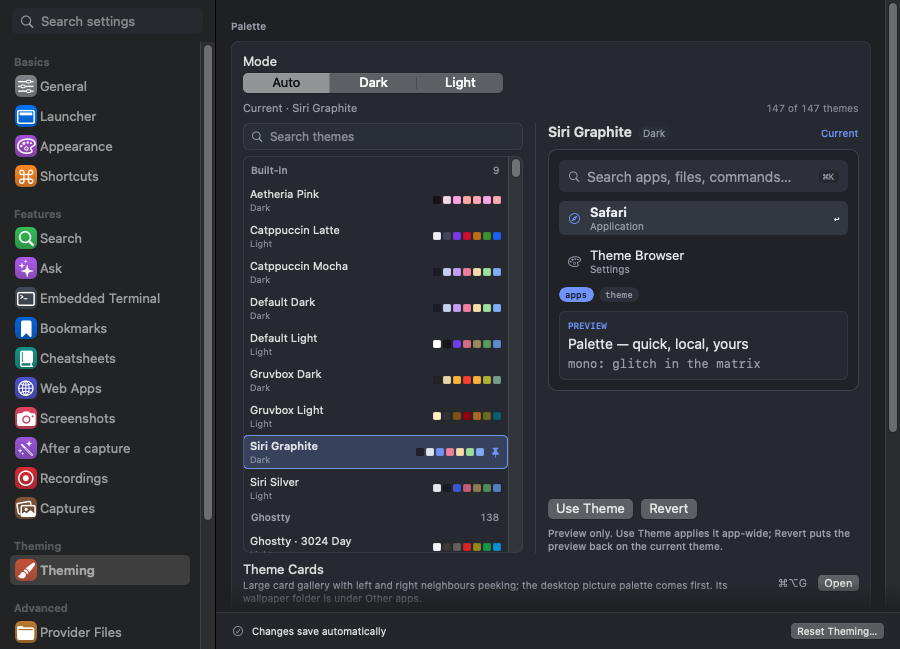 Search settings
Basics
General
Launcher
Appearance
Shortcuts
Features
Search
Ask
Embedded Terminal
Bookmarks
Cheatsheets
Web Apps
Screenshots
After a capture
Recordings
Captures
Theming
Theming
Advanced
Provider Files
Palette
Mode
Auto Dark Light
Current · Siri Graphite
147 of 147 themes
Search themes
Built-in 9
Aetheria Pink
Dark
Catppuccin Latte
Light
Catppuccin Mocha
Dark
Default Dark
Dark
Default Light
Light
Gruvbox Dark
Dark
Gruvbox Light
Light
Siri Graphite
Dark
Siri Silver
Light
Ghostty 138
Ghostty · 3024 Day
Siri Graphite Dark Current
Search apps, files, commands... ⌘K
Safari
Application
Theme Browser
Settings
apps theme
PREVIEW
Palette — quick, local, yours
mono: glitch in the matrix
Use Theme Revert
Preview only. Use Theme applies it app-wide; Revert puts the
preview back on the current theme.
Theme Cards
Large card gallery with left and right neighbours peeking; the desktop picture palette comes first. Its
wallpaper folder is under Other apps.
⌘⌥G Open
Changes save automatically
Reset Theming...